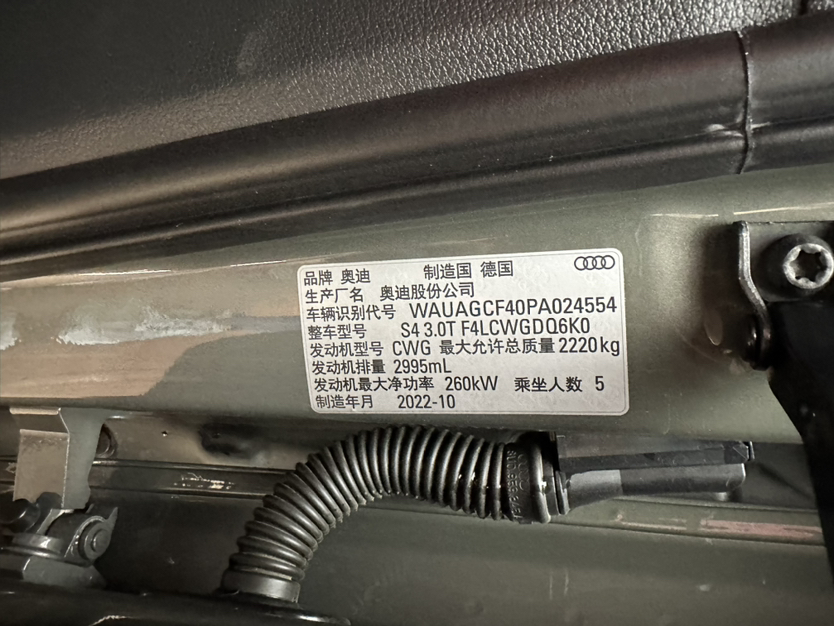 品牌 奥迪 制造国 德国
生产厂名 奥迪股份公司
车辆识别代号 WAUAGCF40PA024554
整车型号 S4 3.0T F4LCWGDQ6K0
发动机型号 CWG 最大允许总质量 2220kg
发动机排量 2995mL
发动机最大净功率 260kW 乘坐人数 5
制造年月 2022-10